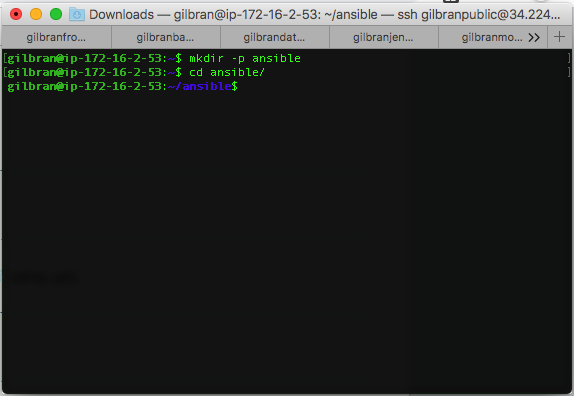 Downloads — gilbran@ip-172-16-2-53: ~/ansible — ssh gilbranpublic@34.224...
gilbranfro... gilbranba... gilbrandat... gilbranjen... gilbranmo... >> +
[gilbran@ip-172-16-2-53:~$ mkdir -p ansible ]
[gilbran@ip-172-16-2-53:~$ cd ansible/ ]
gilbran@ip-172-16-2-53:~/ansible$